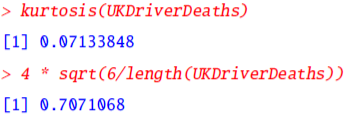 > kurtosis(UKDriverDeaths)
[1] 0.07133848
> 4 * sqrt(6/length(UKDriverDeaths))
[1] 0.7071068